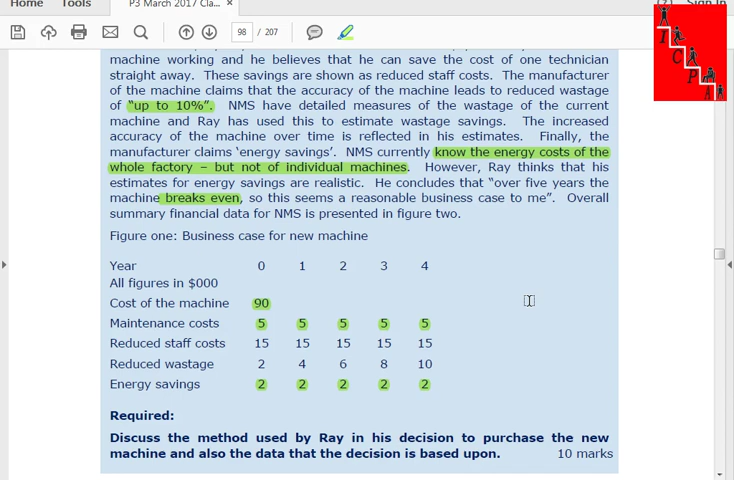 Home Tools P3 March 2017 Cla... × Sign In
98 / 207
machine working and he believes that he can save the cost of one technician
straight away. These savings are shown as reduced staff costs. The manufacturer
of the machine claims that the accuracy of the machine leads to reduced wastage
of "up to 10%". NMS have detailed measures of the wastage of the current
machine and Ray has used this to estimate wastage savings. The increased
accuracy of the machine over time is reflected in his estimates. Finally, the
manufacturer claims 'energy savings'. NMS currently know the energy costs of the
whole factory – but not of individual machines. However, Ray thinks that his
estimates for energy savings are realistic. He concludes that "over five years the
machine breaks even, so this seems a reasonable business case to me". Overall
summary financial data for NMS is presented in figure two.
Figure one: Business case for new machine
Year 0 1 2 3 4
All figures in $000
Cost of the machine 90
Maintenance costs 5 5 5 5 5
Reduced staff costs 15 15 15 15 15
Reduced wastage 2 4 6 8 10
Energy savings 2 2 2 2 2
Required:
Discuss the method used by Ray in his decision to purchase the new
machine and also the data that the decision is based upon. 10 marks
I
C
P
A